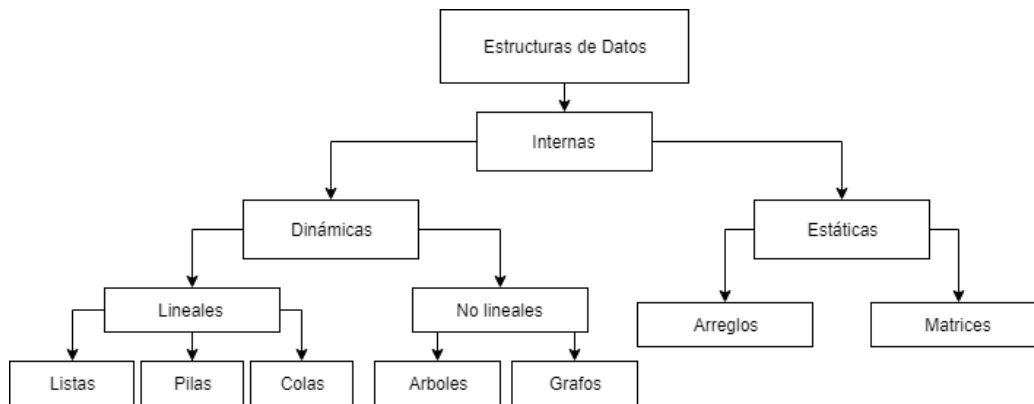 Estructuras de Datos
Internas
Dinámicas
Estáticas
Lineales
No lineales
Arreglos
Matrices
Listas
Pilas
Colas
Arboles
Grafos